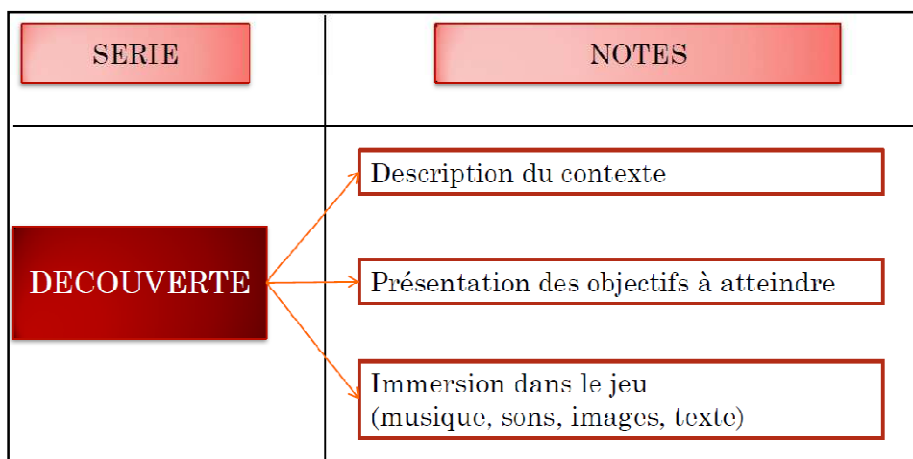 SERIE
NOTES
Description du contexte
DECOUVERTE
Présentation des objectifs à atteindre
Immersion dans le jeu
(musique, sons, images, texte)